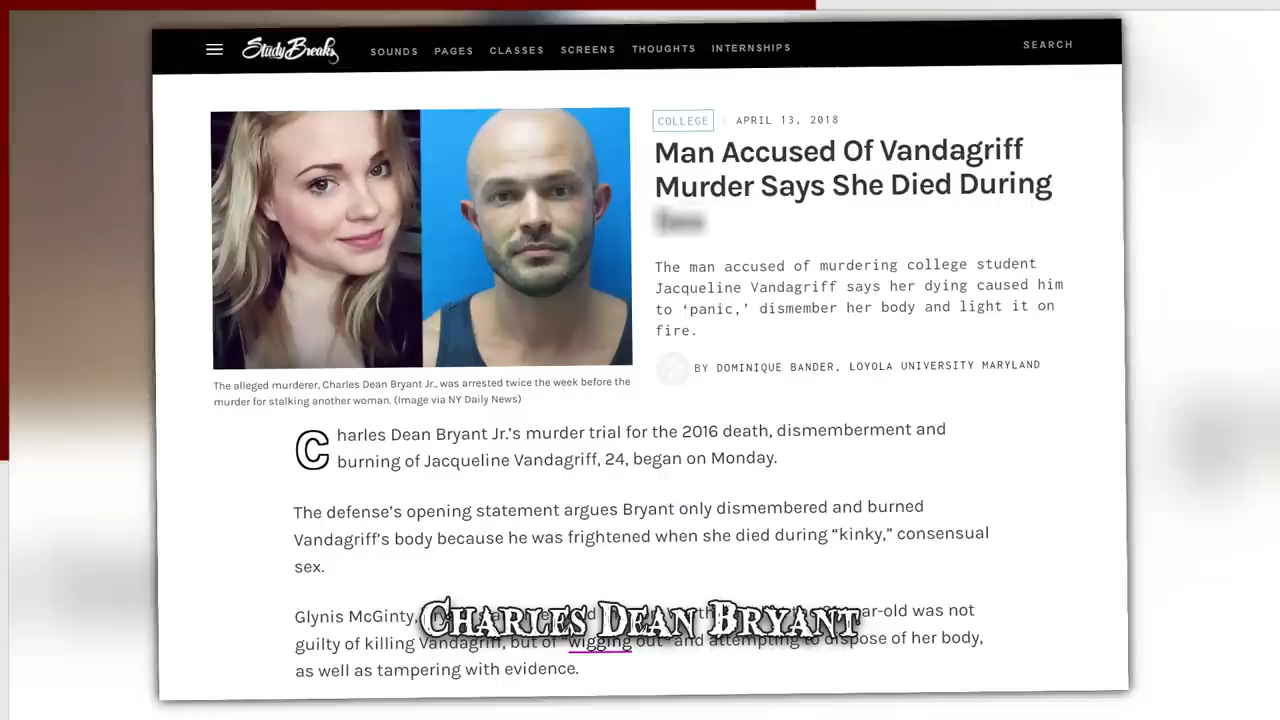 Study Breaks
SOUNDS PAGES CLASSES SCREENS THOUGHTS INTERNSHIPS
SEARCH
COLLEGE
APRIL 13, 2018
Man Accused Of Vandagriff
Murder Says She Died During
The man accused of murdering college student
Jacqueline Vandagriff says her dying caused him
to ‘panic,’ dismember her body and light it on
fire.
BY DOMINIQUE BANDER, LOYOLA UNIVERSITY MARYLAND
The alleged murderer, Charles Dean Bryant Jr., was arrested twice the week before the
murder for stalking another woman. (Image via NY Daily News)
Charles Dean Bryant Jr.’s murder trial for the 2016 death, dismemberment and
burning of Jacqueline Vandagriff, 24, began on Monday.
The defense’s opening statement argues Bryant only dismembered and burned
Vandagriff’s body because he was frightened when she died during “kinky,” consensual
sex.
Glynis McGinty, -old was not
guilty of killing Vandagriff, but of “wigging out” and attempting to dispose of her body,
as well as tampering with evidence.
CHARLES DEAN BRYANT